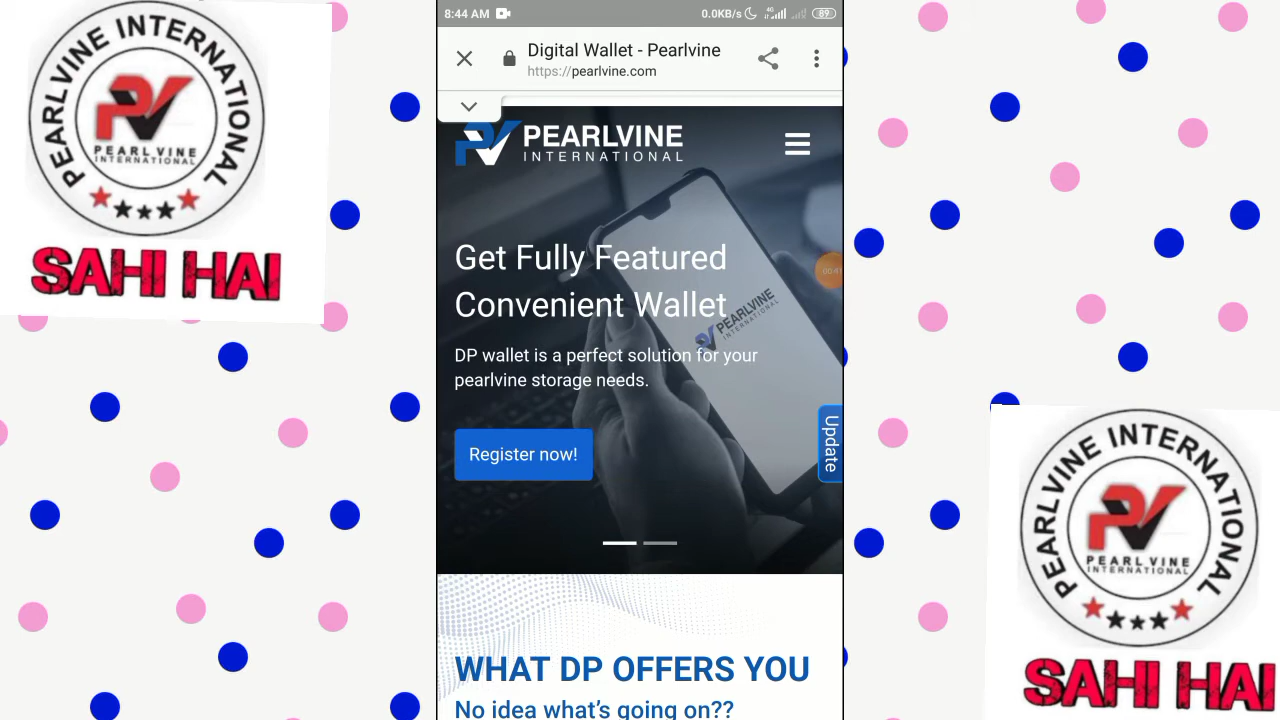 PEARLVINE INTERNATIONAL
PV
PEARL VINE
INTERNATIONAL
SAHI HAI
8:44 AM
0.0KB/s
4G
89
Digital Wallet - Pearlvine
https://pearlvine.com
PV PEARLVINE
INTERNATIONAL
Get Fully Featured
Convenient Wallet
PEARLVINE
INTERNATIONAL
DP wallet is a perfect solution for your
pearlvine storage needs.
Register now!
Update
WHAT DP OFFERS YOU
No idea what's going on??
PEARLVINE INTERNATIONAL
PV
PEARL VINE
INTERNATIONAL
SAHI HAI